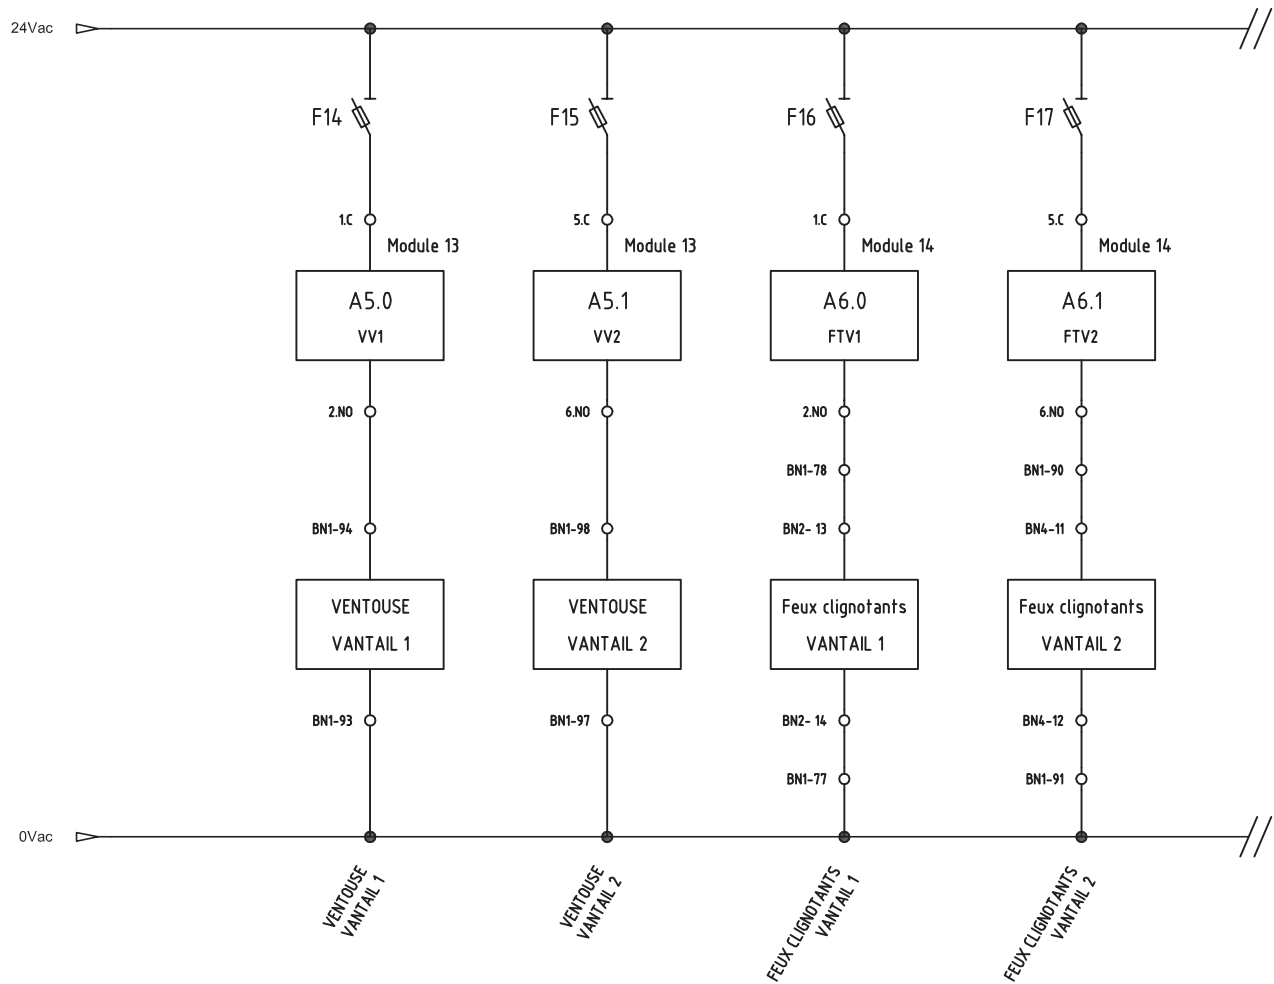 24Vac
F14
F15
F16
F17
1.C
5.C
1.C
5.C
Module 13
Module 13
Module 14
Module 14
A5.0
A5.1
A6.0
A6.1
VV1
VV2
FTV1
FTV2
2.NO
6.NO
2.NO
6.NO
BN1-78
BN1-90
BN1-94
BN1-98
BN2- 13
BN4-11
VENTOUSE
VENTOUSE
Feux clignotants
Feux clignotants
VANTAIL 1
VANTAIL 2
VANTAIL 1
VANTAIL 2
BN1-93
BN1-97
BN2- 14
BN4-12
BN1-77
BN1-91
0Vac
VENTOUSE
VANTAIL 1
VENTOUSE
VANTAIL 2
FEUX CLIGNOTANTS
VANTAIL 1
FEUX CLIGNOTANTS
VANTAIL 2